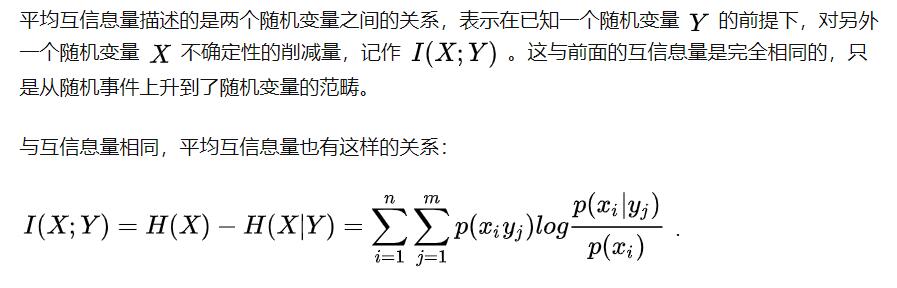 平均互信息量描述的是两个随机变量之间的关系，表示在已知一个随机变量 Y 的前提下，对另外
一个随机变量 X 不确定性的削减量，记作 I(X;Y) 。这与前面的互信息量是完全相同的，只
是从随机事件上升到了随机变量的范畴。
与互信息量相同，平均互信息量也有这样的关系：
I(X;Y) = H(X) − H(X|Y) = \sum_{i=1}^{n} \sum_{j=1}^{m} p(x_i y_j) log \frac{p(x_i|y_j)}{p(x_i)} .